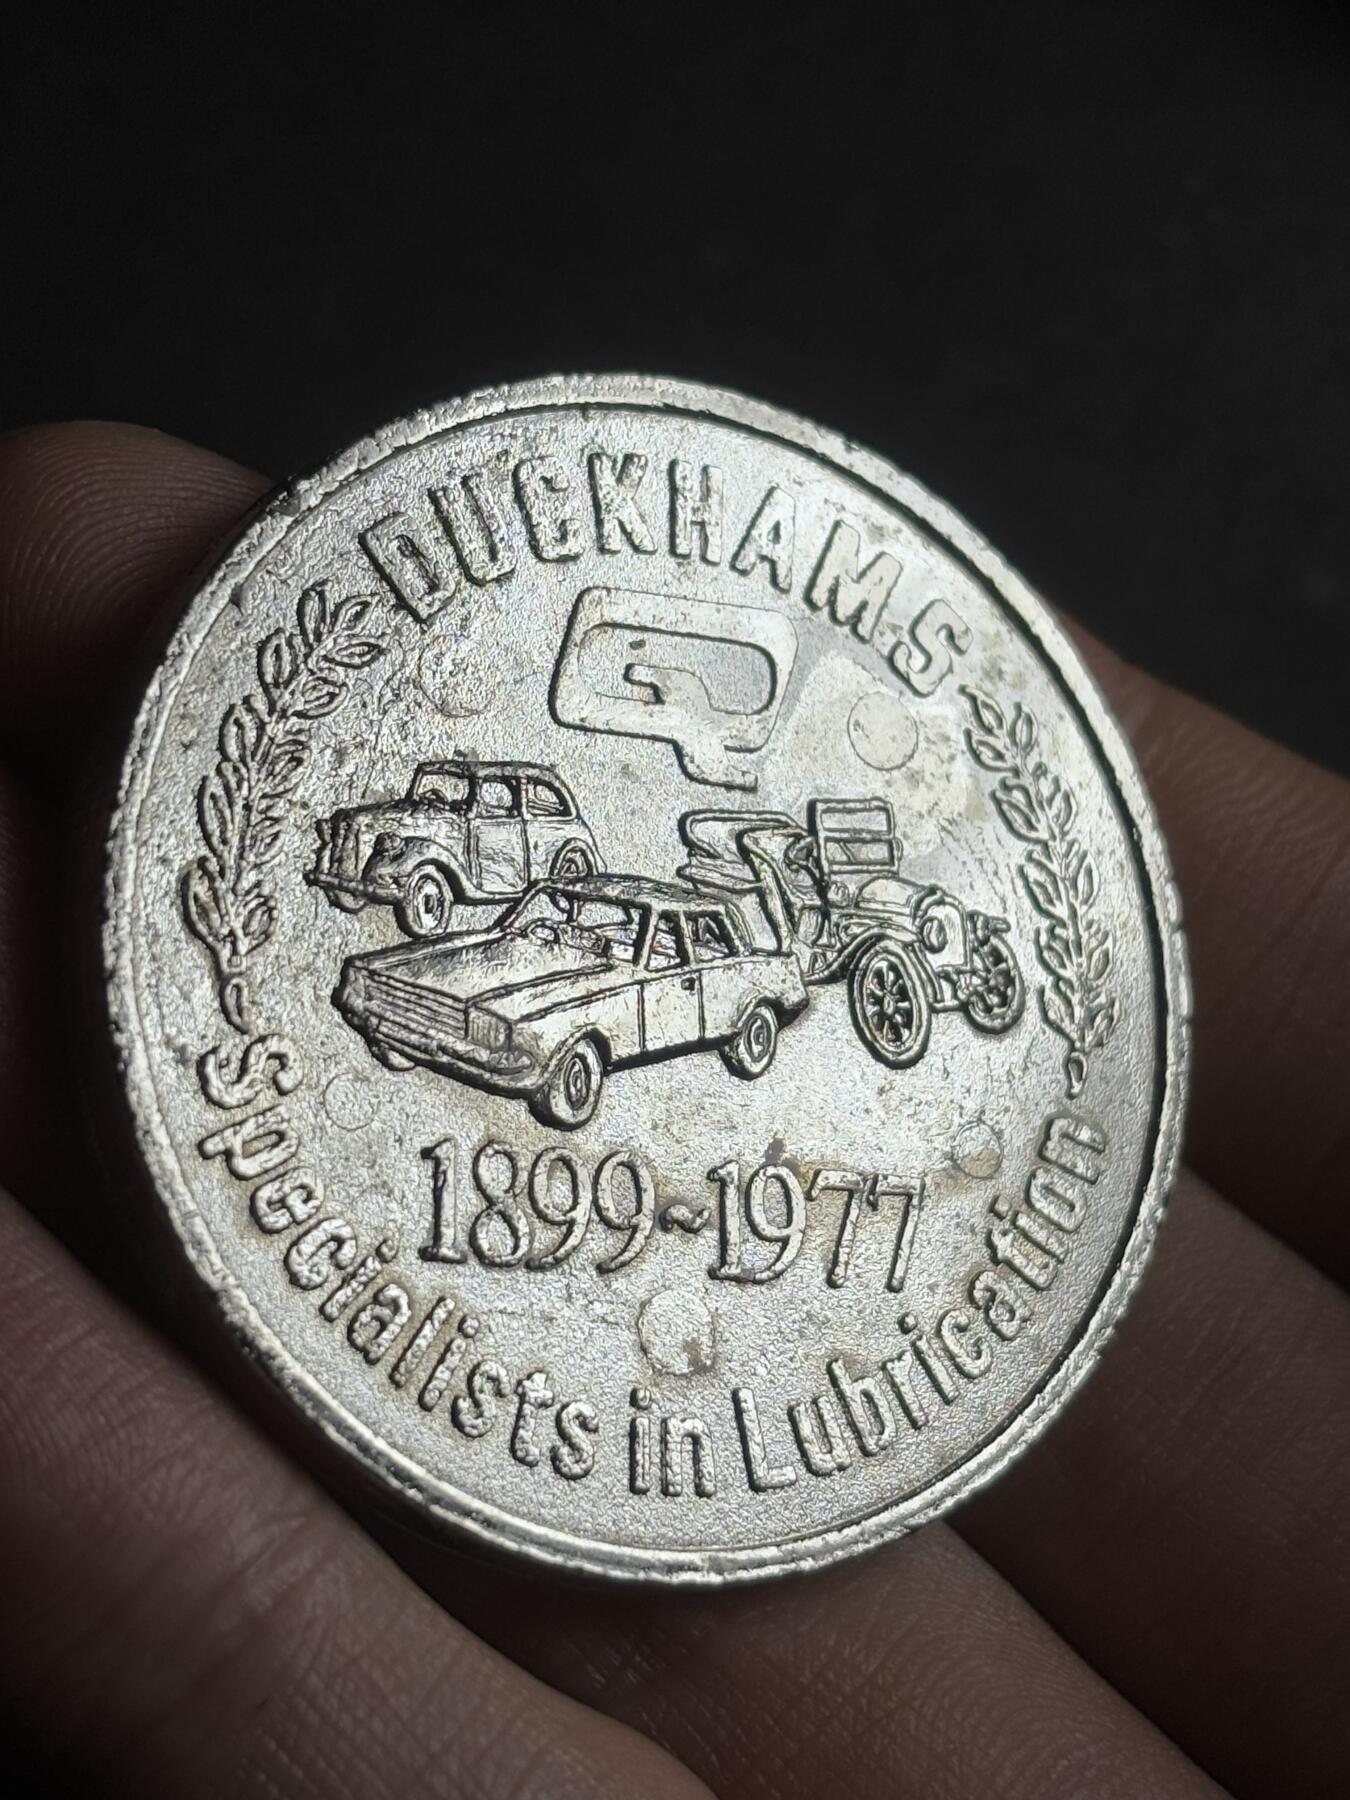 DUCKHAMS
Q
1899~1977
Specialists in Lubrication